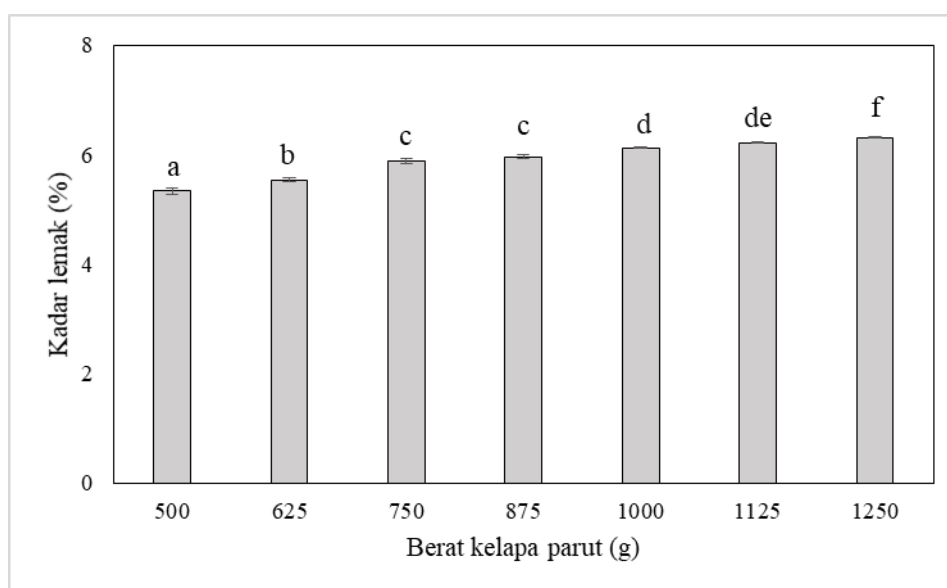 8
6
4
2
0
Kadar lemak (%)
a
b
c
c
d
de
f
500 625 750 875 1000 1125 1250
Berat kelapa parut (g)